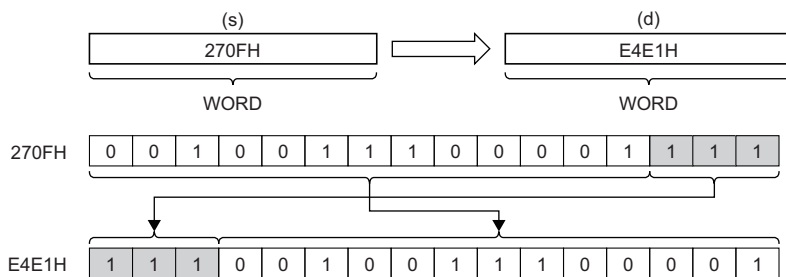 (s) (d)
270FH E4E1H
WORD WORD
270FH 0 0 1 0 0 1 1 1 0 0 0 0 1 1 1 1
E4E1H 1 1 1 0 0 1 0 0 1 1 1 0 0 0 0 1